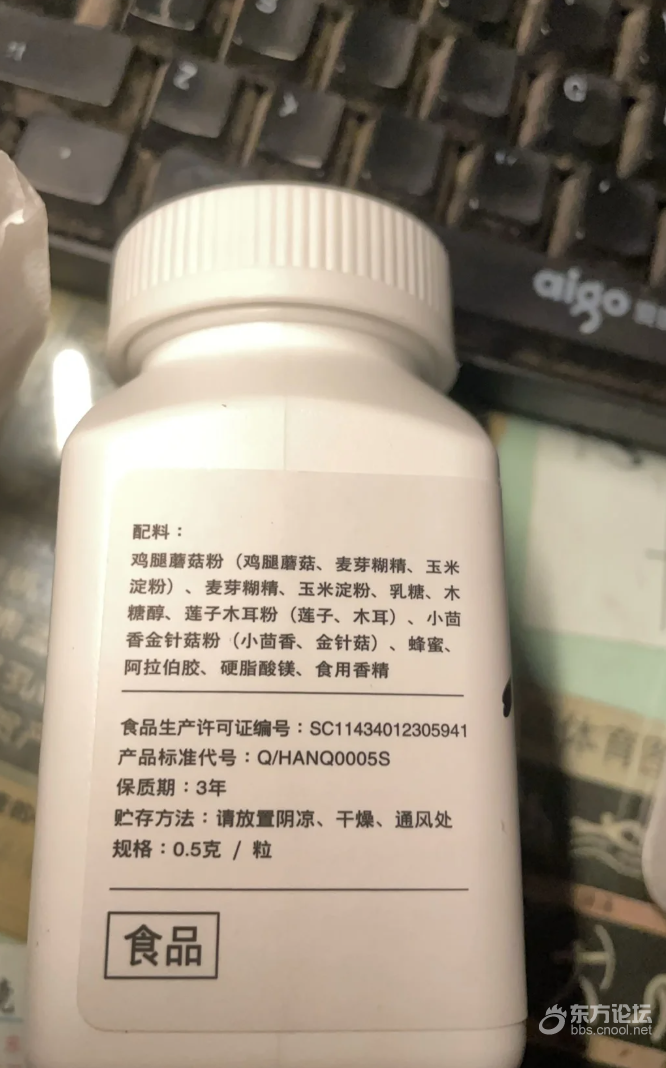 Z
G
aigo
配料：
鸡腿蘑菇粉（鸡腿蘑菇、麦芽糊精、玉米
淀粉）、麦芽糊精、玉米淀粉、乳糖、木
糖醇、莲子木耳粉（莲子、木耳）、小茴
香金针菇粉（小茴香、金针菇）、蜂蜜、
阿拉伯胶、硬脂酸镁、食用香精
食品生产许可证编号：SC11434012305941
产品标准代号：Q/HANQ0005S
保质期：3年
贮存方法：请放置阴凉、干燥、通风处
规格：0.5克 / 粒
食品
体育
东方论坛
bbs.cnool.net